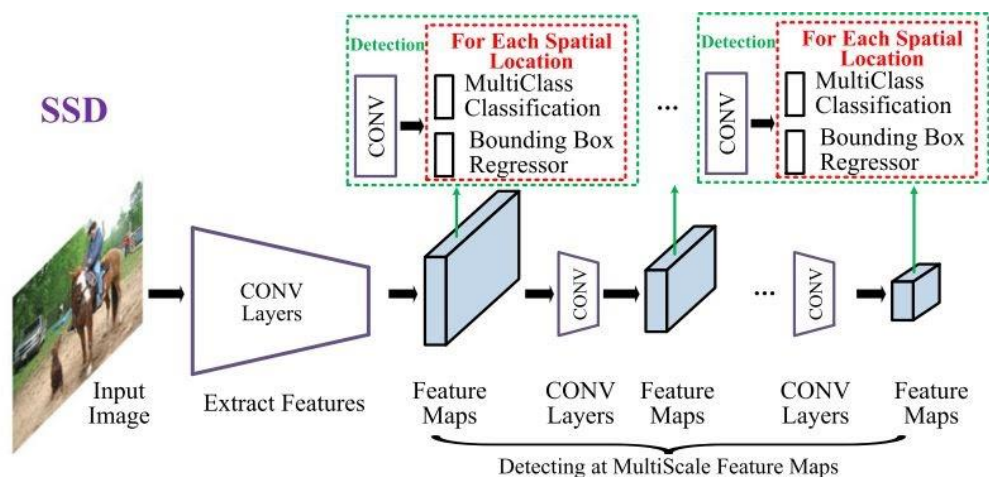 SSD
Detection
For Each Spatial
Location
CONV
MultiClass
Classification
Bounding Box
Regressor
...
Detection
For Each Spatial
Location
CONV
MultiClass
Classification
Bounding Box
Regressor
CONV
Layers
CONV
...
CONV
Input
Image
Extract Features
Feature
Maps
CONV
Layers
Feature
Maps
CONV
Layers
Feature
Maps
Detecting at MultiScale Feature Maps